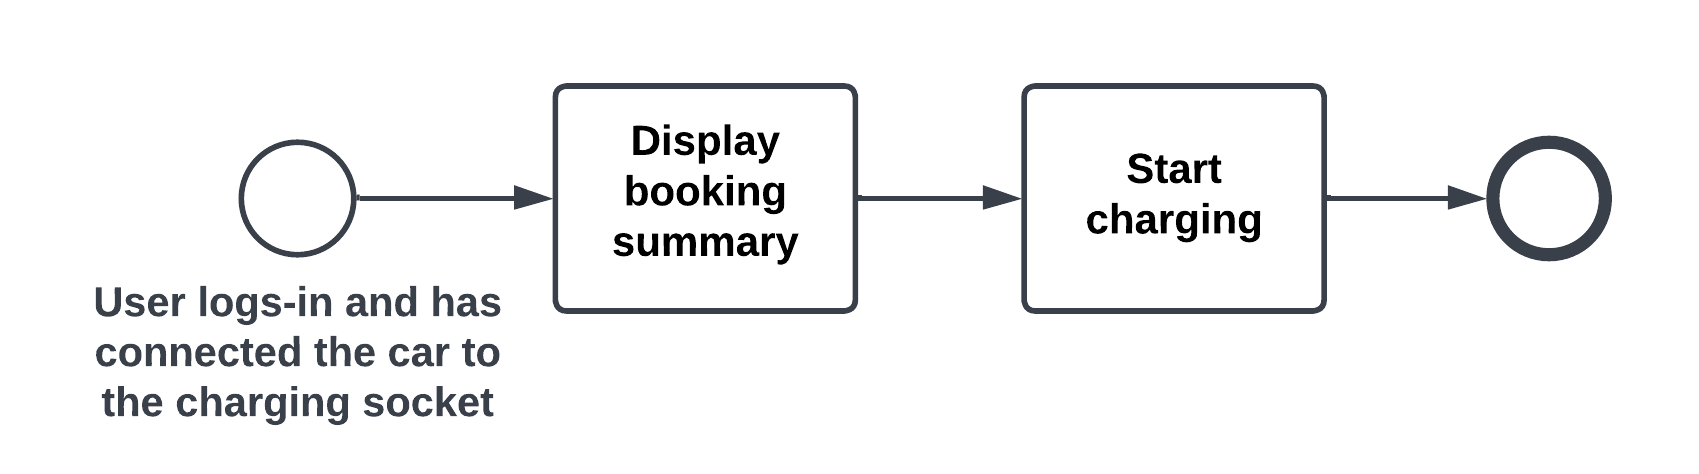 Display
booking
summary
Start
charging
User logs-in and has
connected the car to
the charging socket